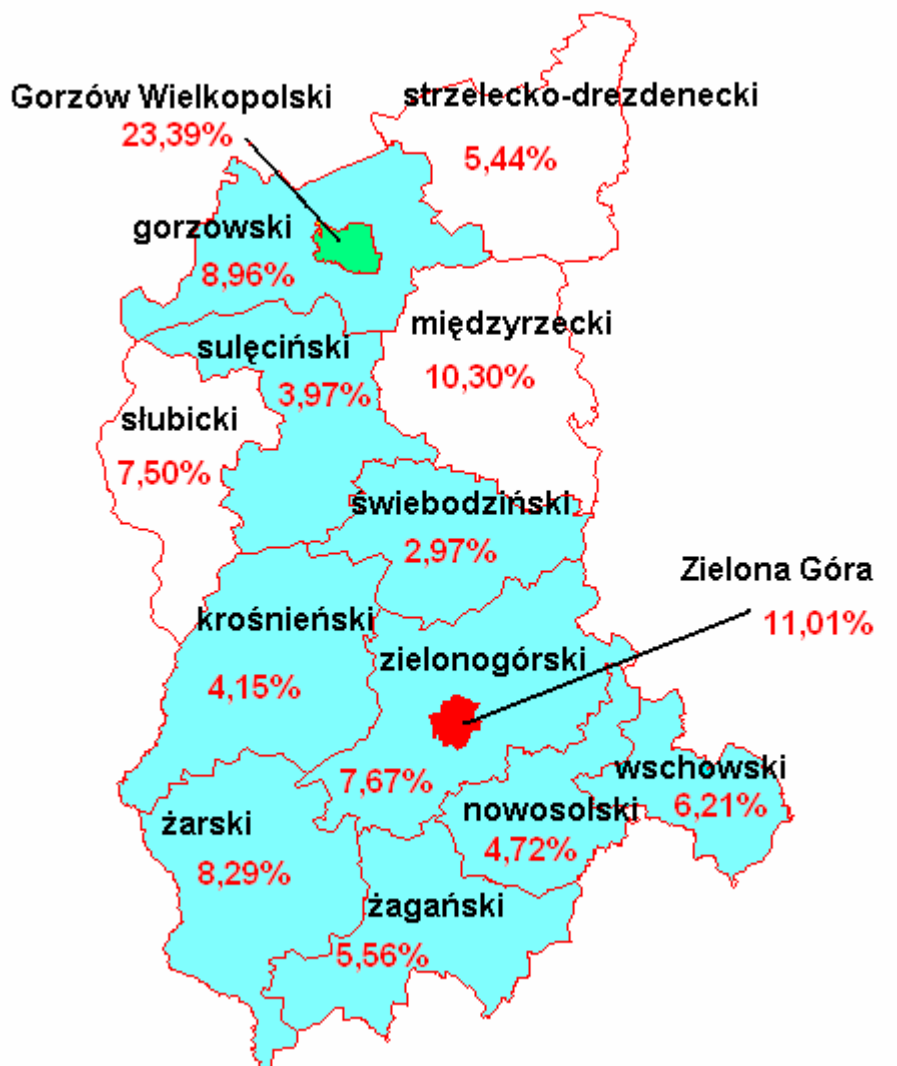 Gorzów Wielkopolski
23,39%
strzelecko-drezdenecki
5,44%
gorzowski
8,96%
międzyrzecki
10,30%
sulęciński
3,97%
słubicki
7,50%
świebodziński
2,97%
Zielona Góra
11,01%
krośnieński
4,15%
zielonogórski
7,67%
wschowski
6,21%
nowosolski
4,72%
żarski
8,29%
żagański
5,56%